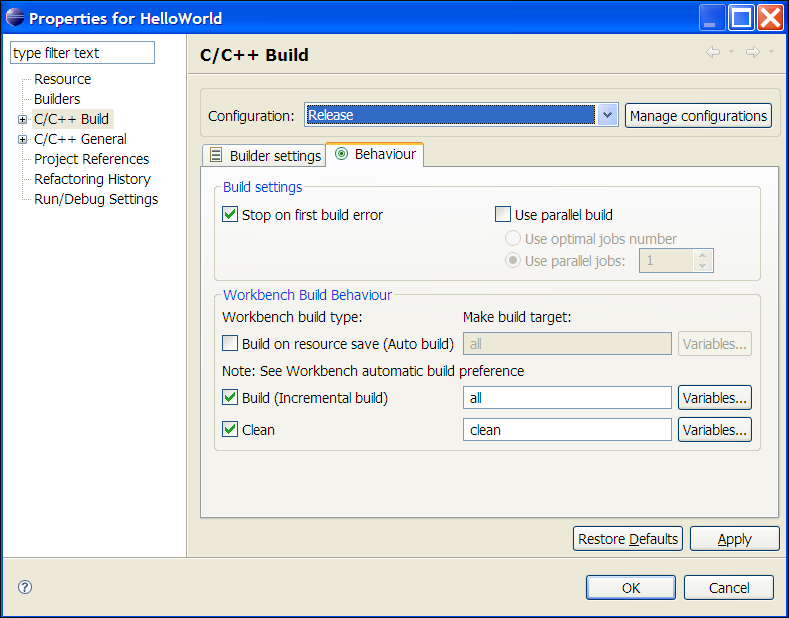 Properties for HelloWorld
type filter text
Resource
Builders
C/C++ Build
C/C++ General
Project References
Refactoring History
Run/Debug Settings
C/C++ Build
Configuration: Release Manage configurations
Builder settings Behaviour
Build settings
Stop on first build error Use parallel build
Use optimal jobs number
Use parallel jobs: 1
Workbench Build Behaviour
Workbench build type: Make build target:
Build on resource save (Auto build) all Variables...
Note: See Workbench automatic build preference
Build (Incremental build) all Variables...
Clean clean Variables...
Restore Defaults Apply
? OK Cancel